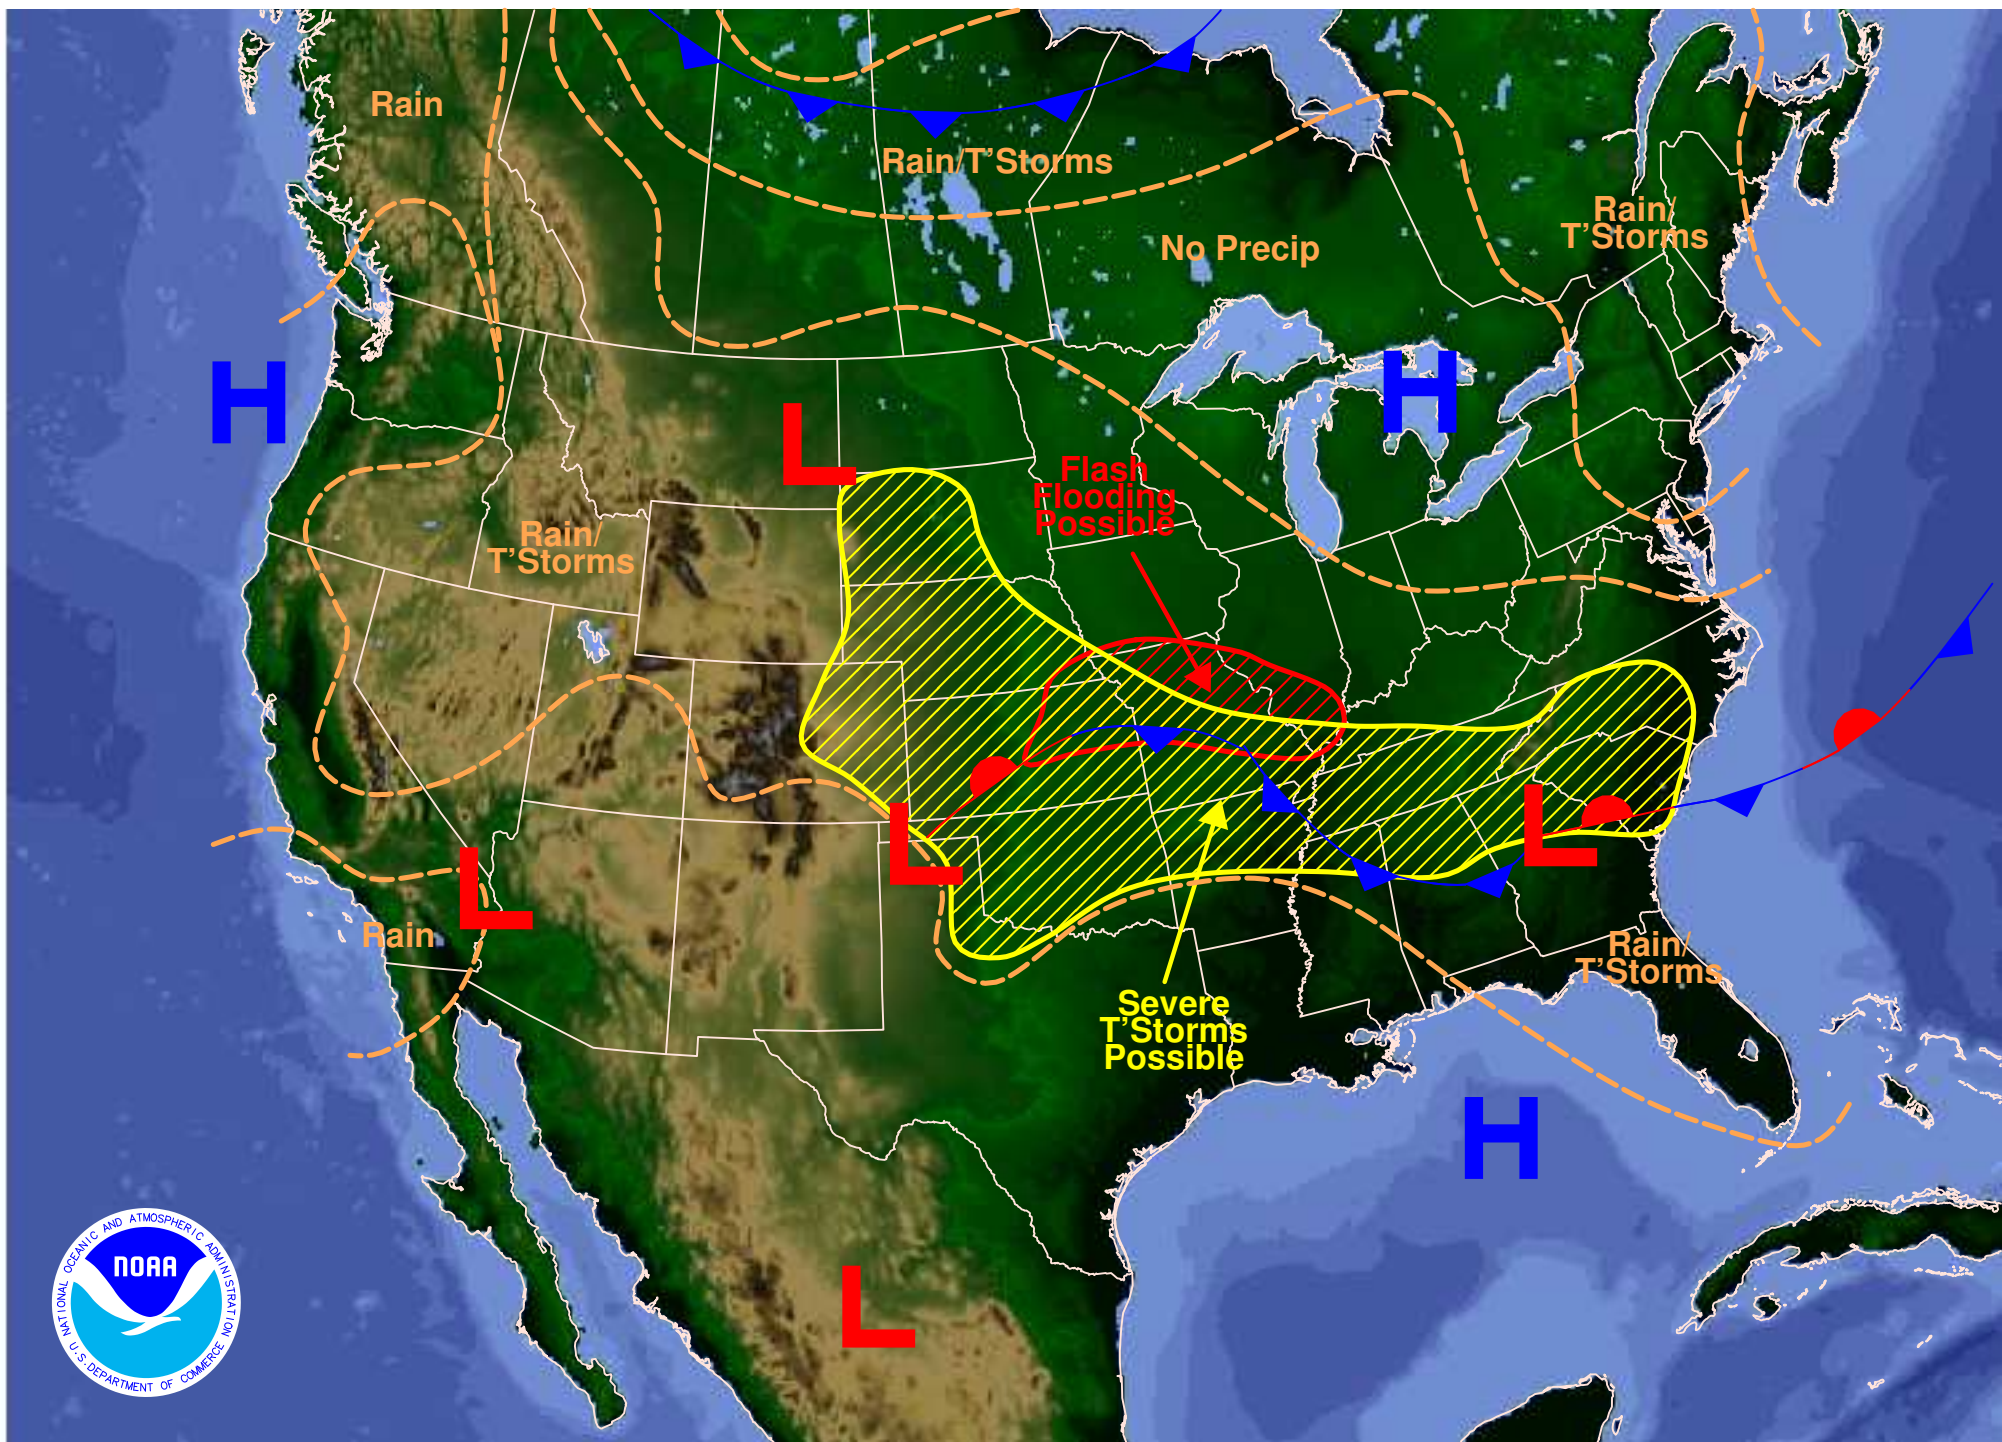 Rain
Rain/T'Storms
Rain/
T'Storms
No Precip
H
H
L
Flash
Flooding
Possible
Rain/
T'Storms
L
L
L
Rain
Rain/
T'Storms
Severe
T'Storms
Possible
H
L
NATIONAL OCEANIC AND ATMOSPHERIC ADMINISTRATION
NOAA
U.S. DEPARTMENT OF COMMERCE